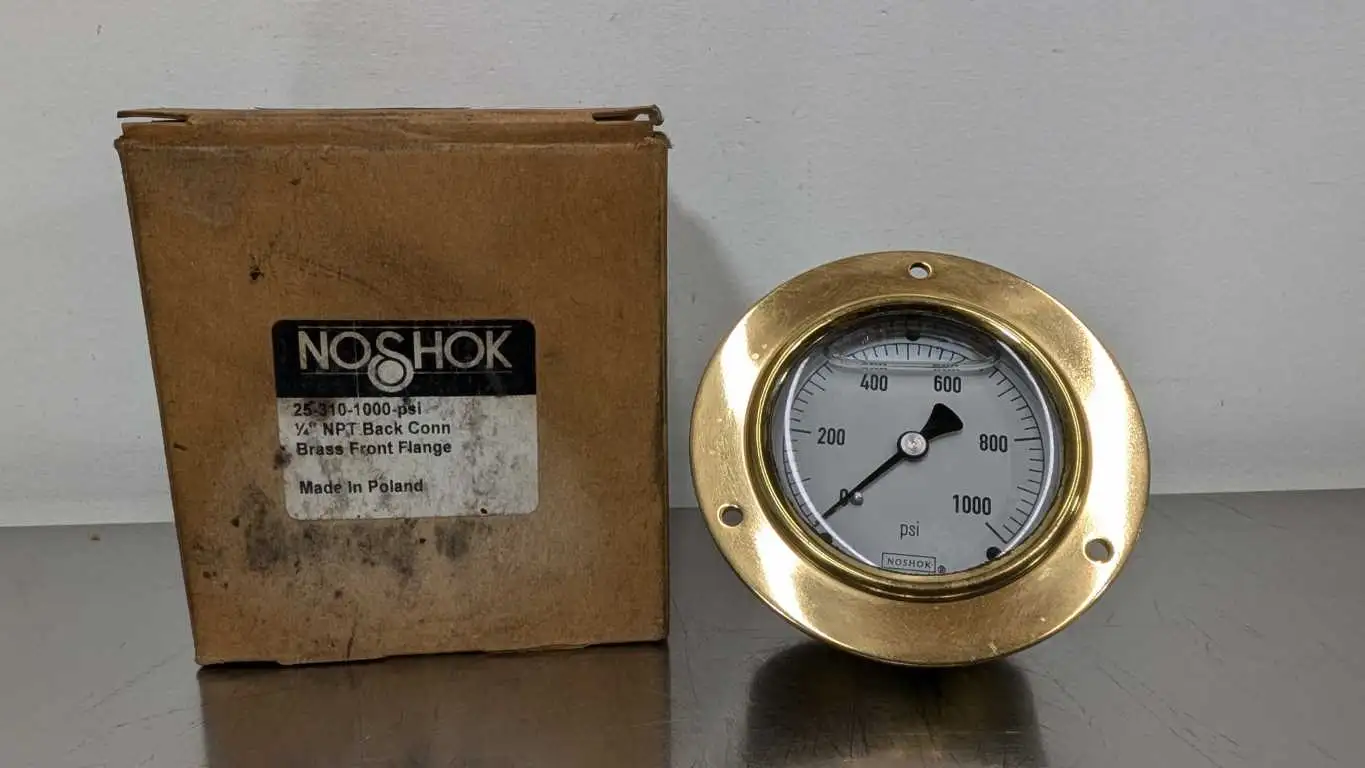 NOSHOK
25-310-1000-psi
¼" NPT Back Conn
Brass Front Flange
Made In Poland
400 600
200 800
0 1000
psi
NOSHOK ®